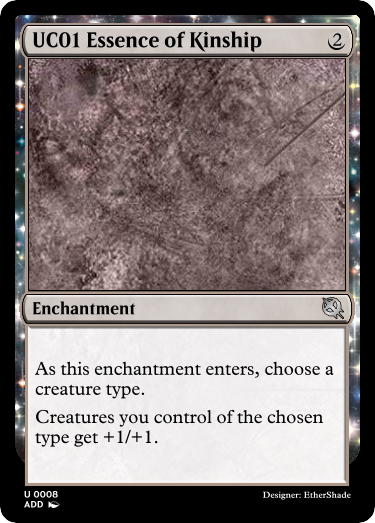 UC01 Essence of Kinship 2
Enchantment
As this enchantment enters, choose a
creature type.
Creatures you control of the chosen
type get +1/+1.
U 0008
ADD
Designer: EtherShade